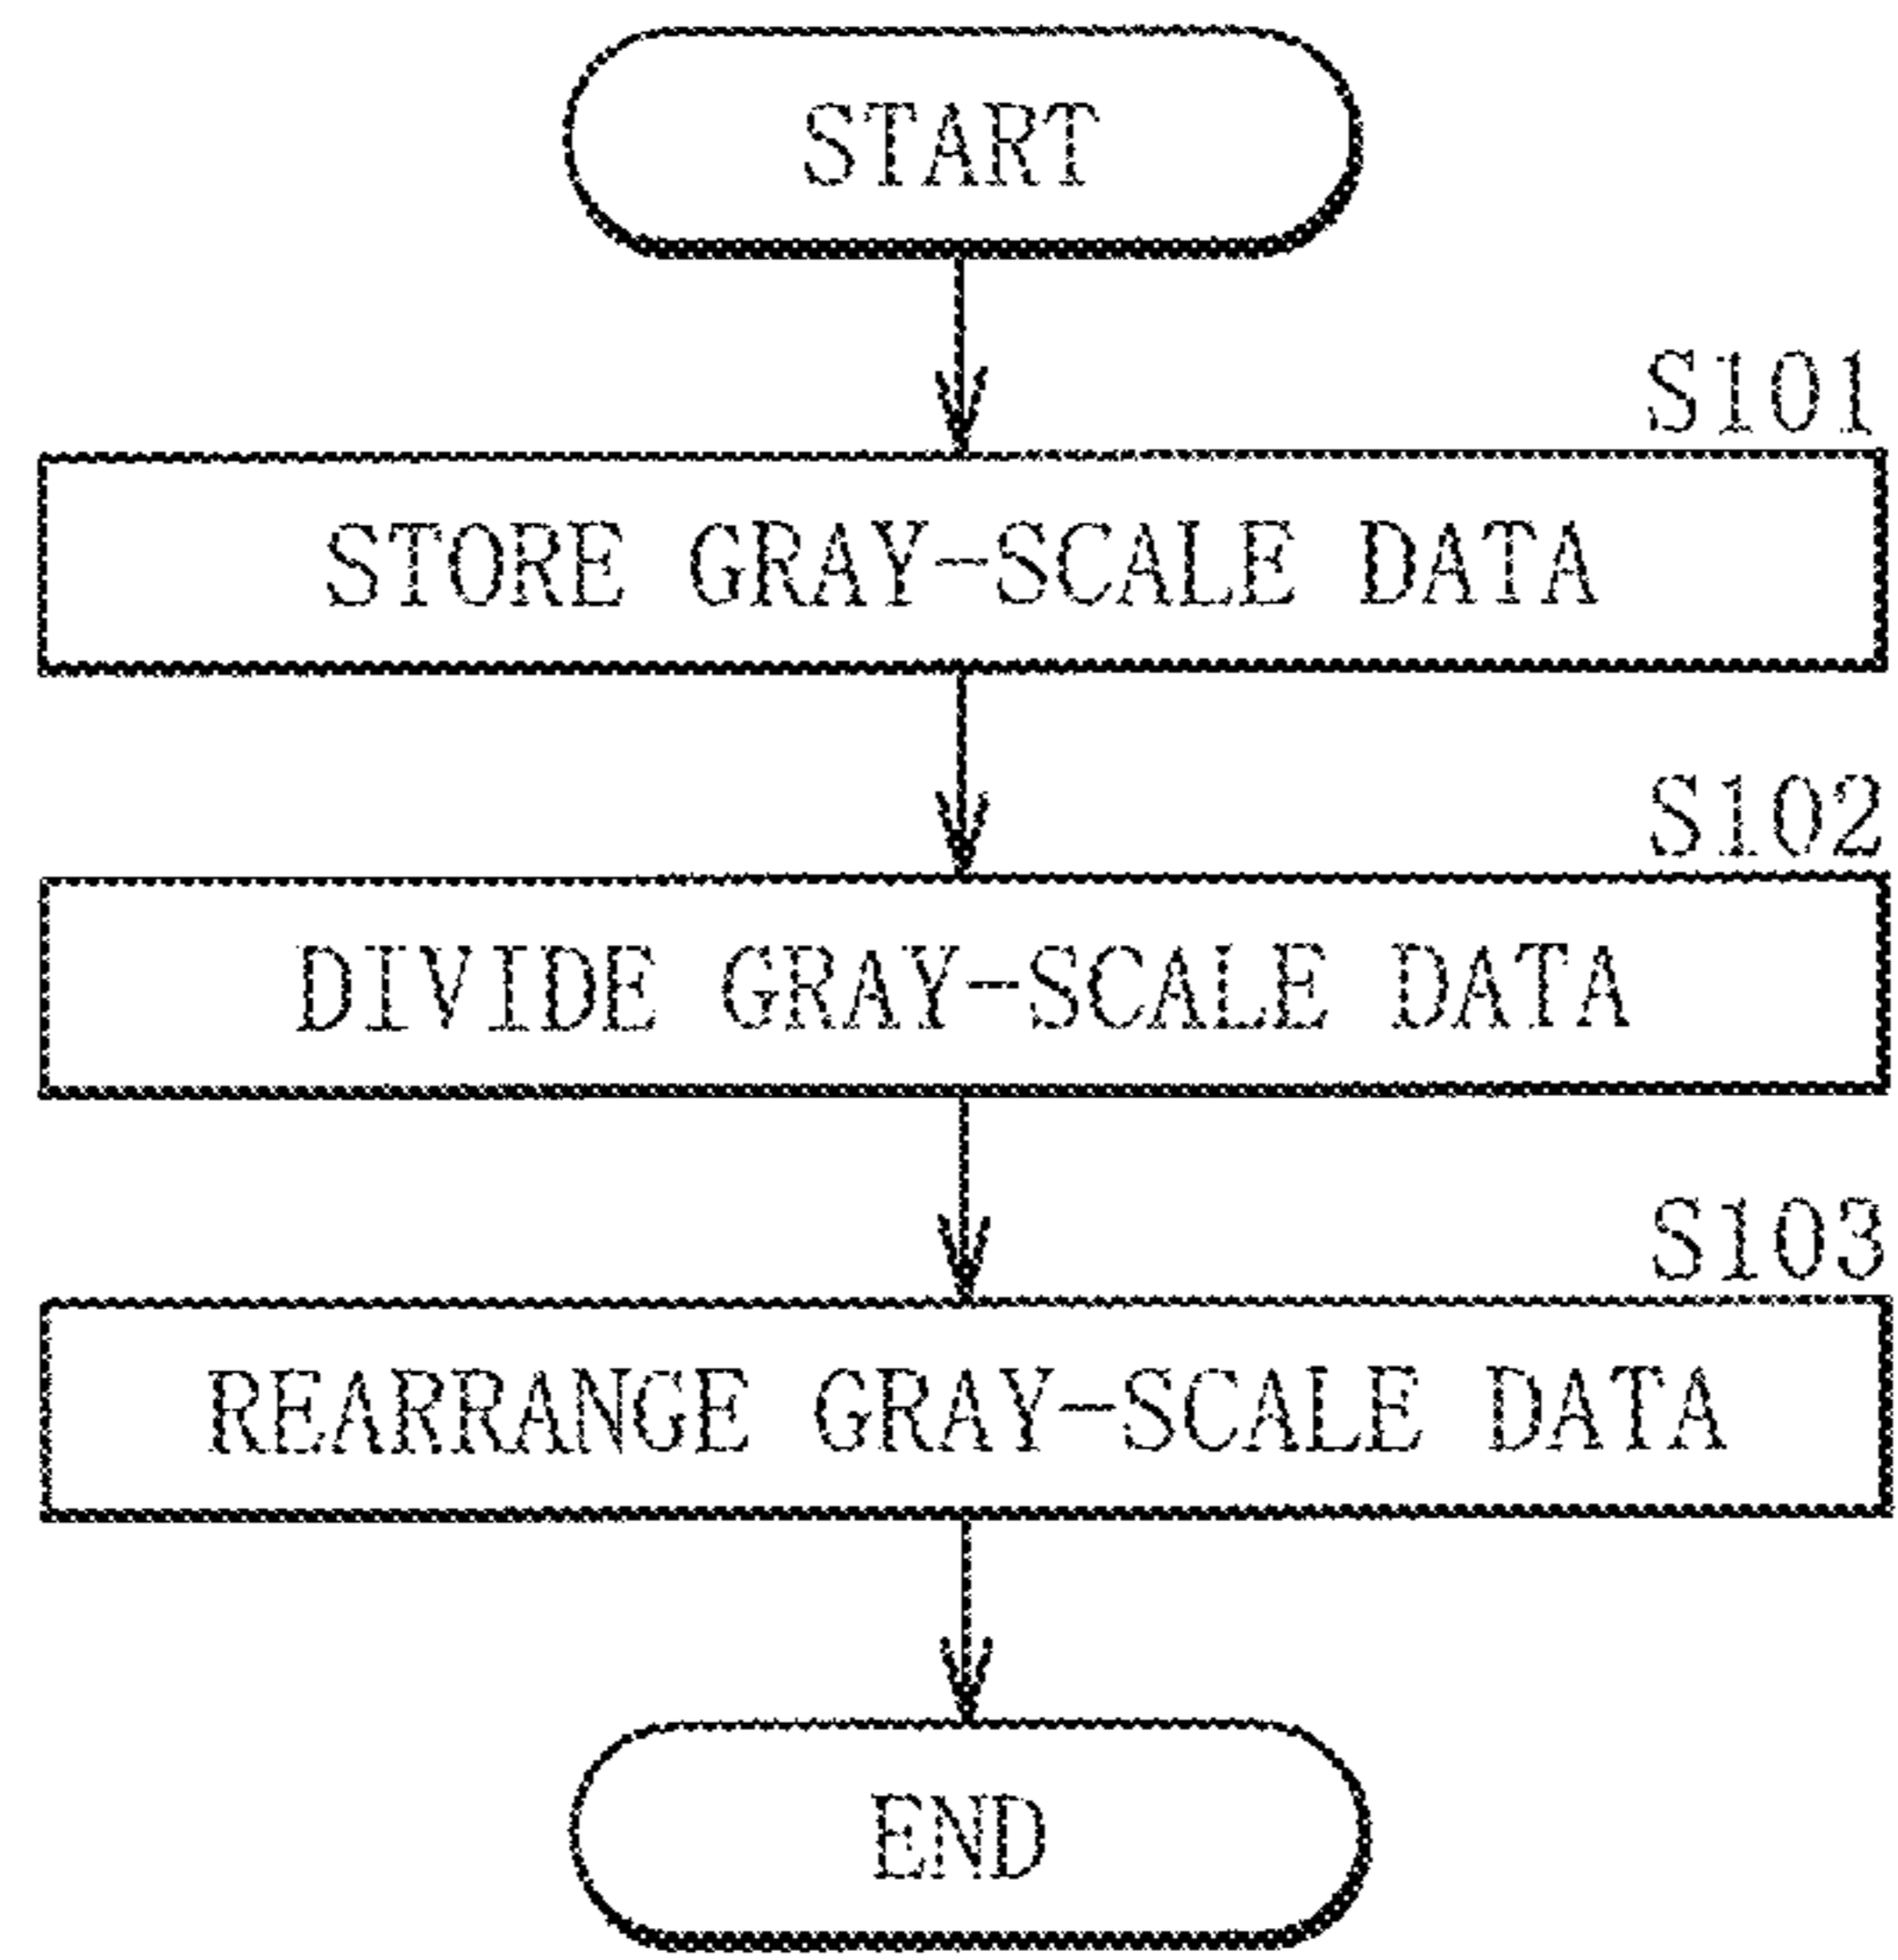 START
S101
STORE GRAY-SCALE DATA
S102
DIVIDE GRAY-SCALE DATA
S103
REARRANGE GRAY-SCALE DATA
END